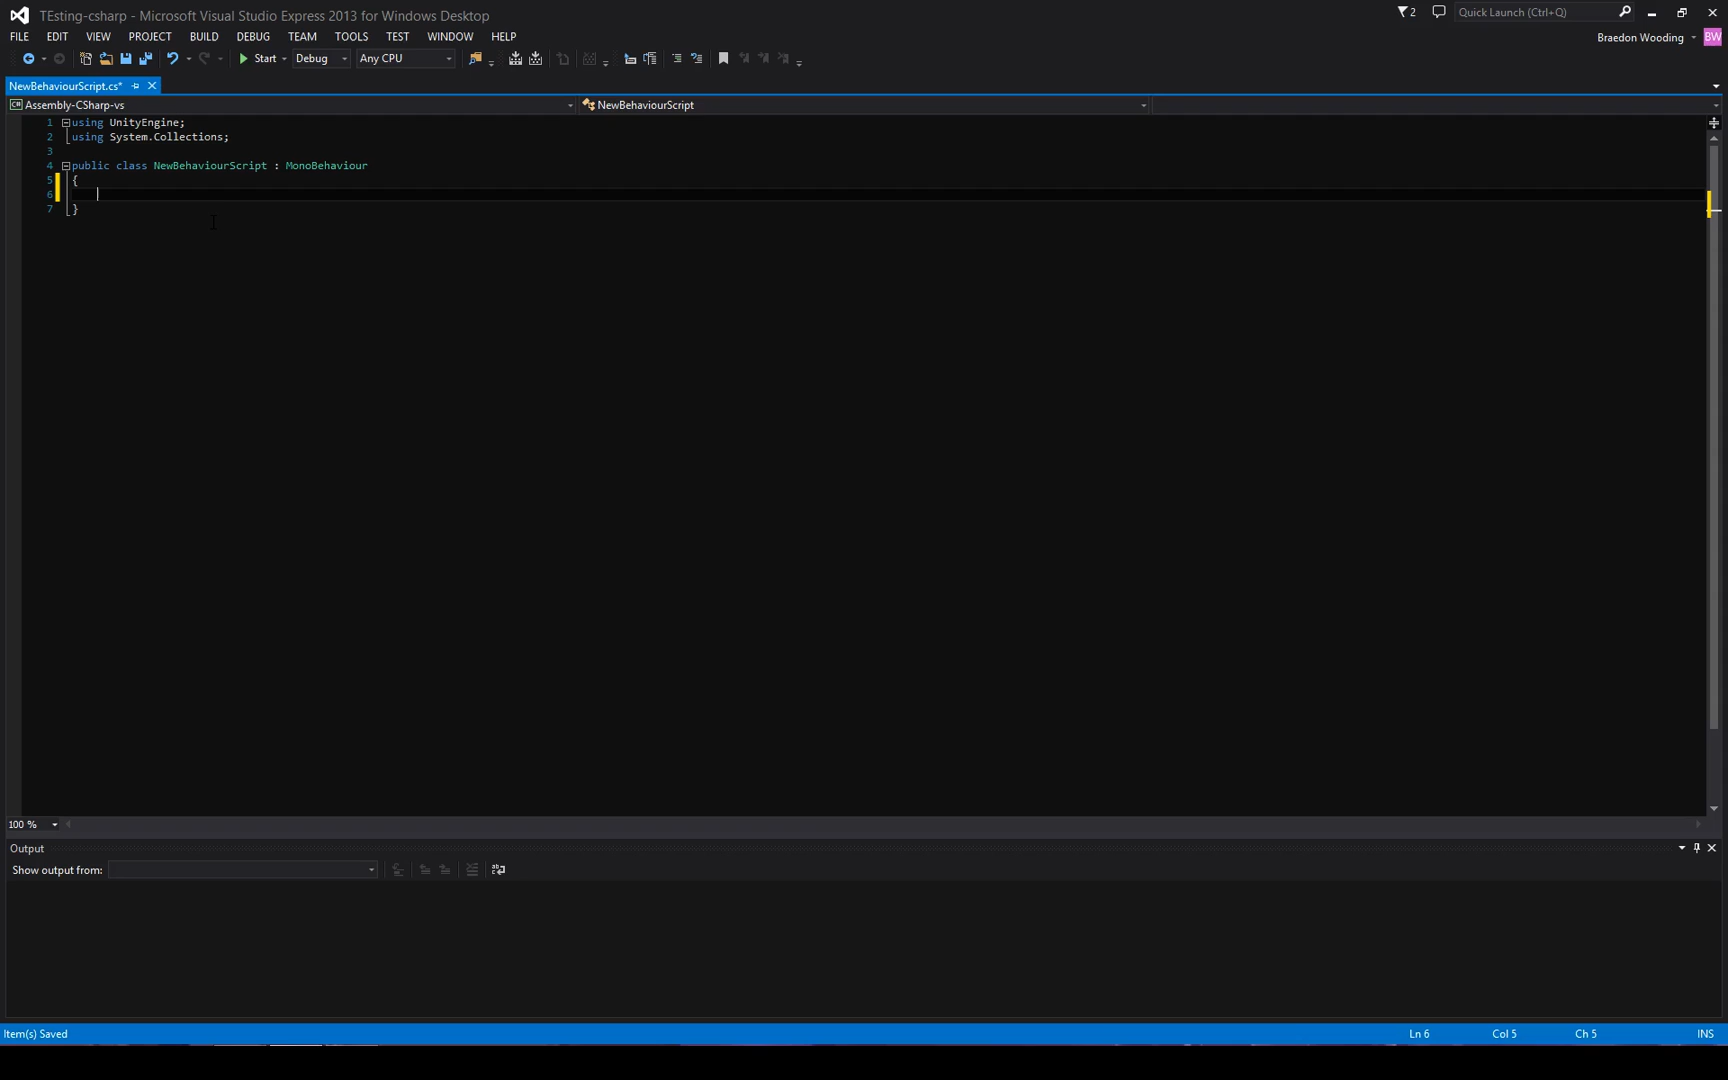 TEsting-csharp - Microsoft Visual Studio Express 2013 for Windows Desktop
2
Quick Launch (Ctrl+Q)
FILE EDIT VIEW PROJECT BUILD DEBUG TEAM TOOLS TEST WINDOW HELP
Braedon Wooding BW
Start Debug Any CPU
NewBehaviourScript.cs*
C# Assembly-CSharp-vs NewBehaviourScript
1 using UnityEngine;
2 using System.Collections;
3
4 public class NewBehaviourScript : MonoBehaviour
5 {
6
7 }
100 %
Output
Show output from:
Item(s) Saved Ln 6 Col 5 Ch 5 INS